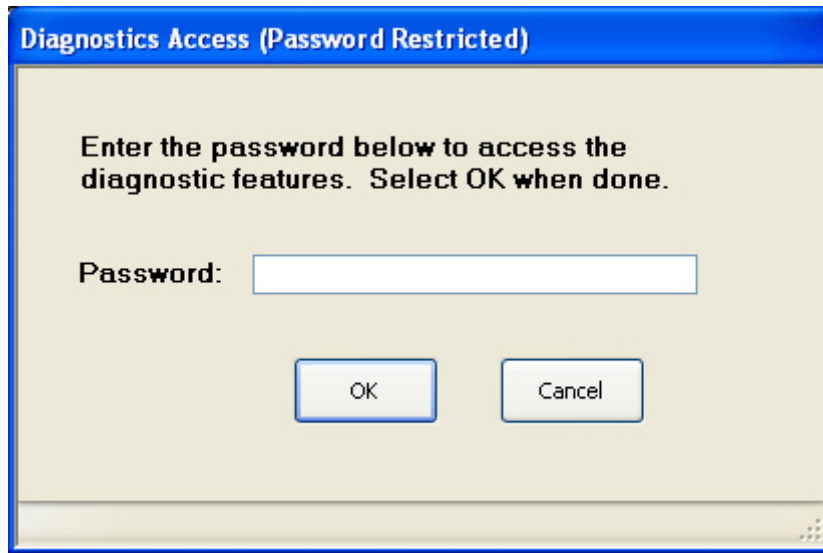 Diagnostics Access (Password Restricted)
Enter the password below to access the
diagnostic features.  Select OK when done.
Password:
OK
Cancel